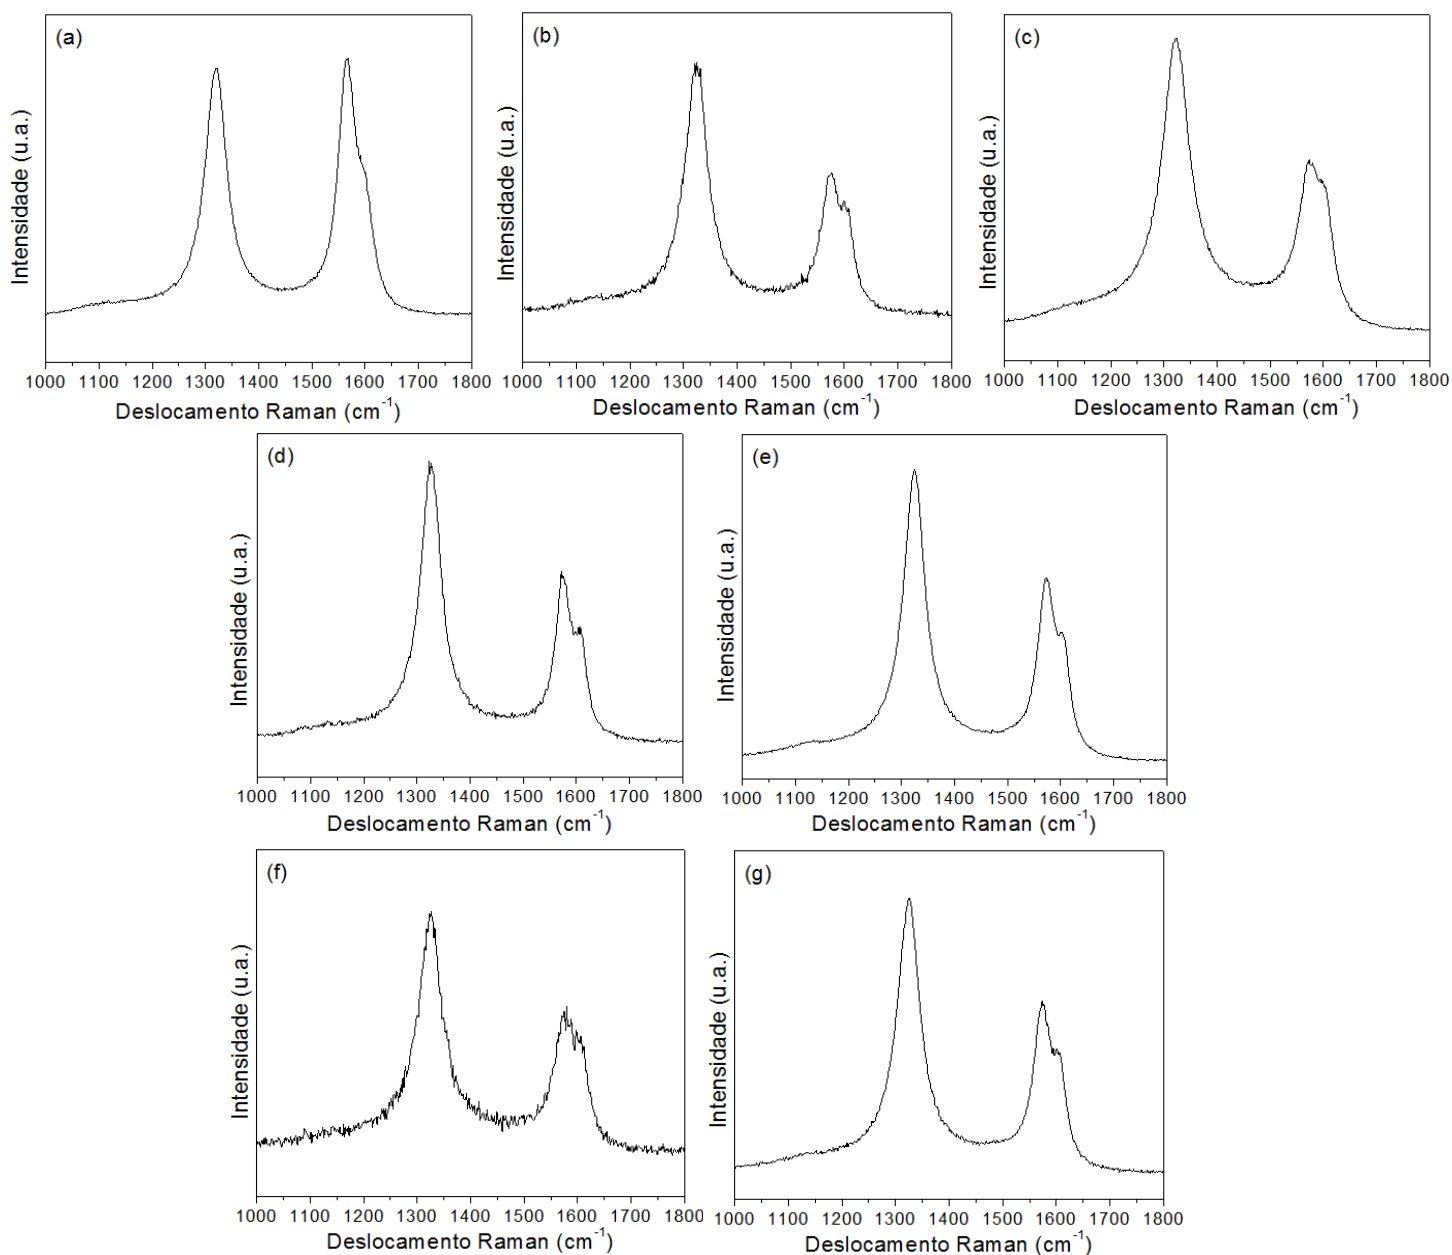 (a)
Intensidade (u.a.)
1000 1100 1200 1300 1400 1500 1600 1700 1800
Deslocamento Raman (cm⁻¹)
(b)
Intensidade (u.a.)
1000 1100 1200 1300 1400 1500 1600 1700 1800
Deslocamento Raman (cm⁻¹)
(c)
Intensidade (u.a.)
1000 1100 1200 1300 1400 1500 1600 1700 1800
Deslocamento Raman (cm⁻¹)
(d)
Intensidade (u.a.)
1000 1100 1200 1300 1400 1500 1600 1700 1800
Deslocamento Raman (cm⁻¹)
(e)
Intensidade (u.a.)
1000 1100 1200 1300 1400 1500 1600 1700 1800
Deslocamento Raman (cm⁻¹)
(f)
Intensidade (u.a.)
1000 1100 1200 1300 1400 1500 1600 1700 1800
Deslocamento Raman (cm⁻¹)
(g)
Intensidade (u.a.)
1000 1100 1200 1300 1400 1500 1600 1700 1800
Deslocamento Raman (cm⁻¹)